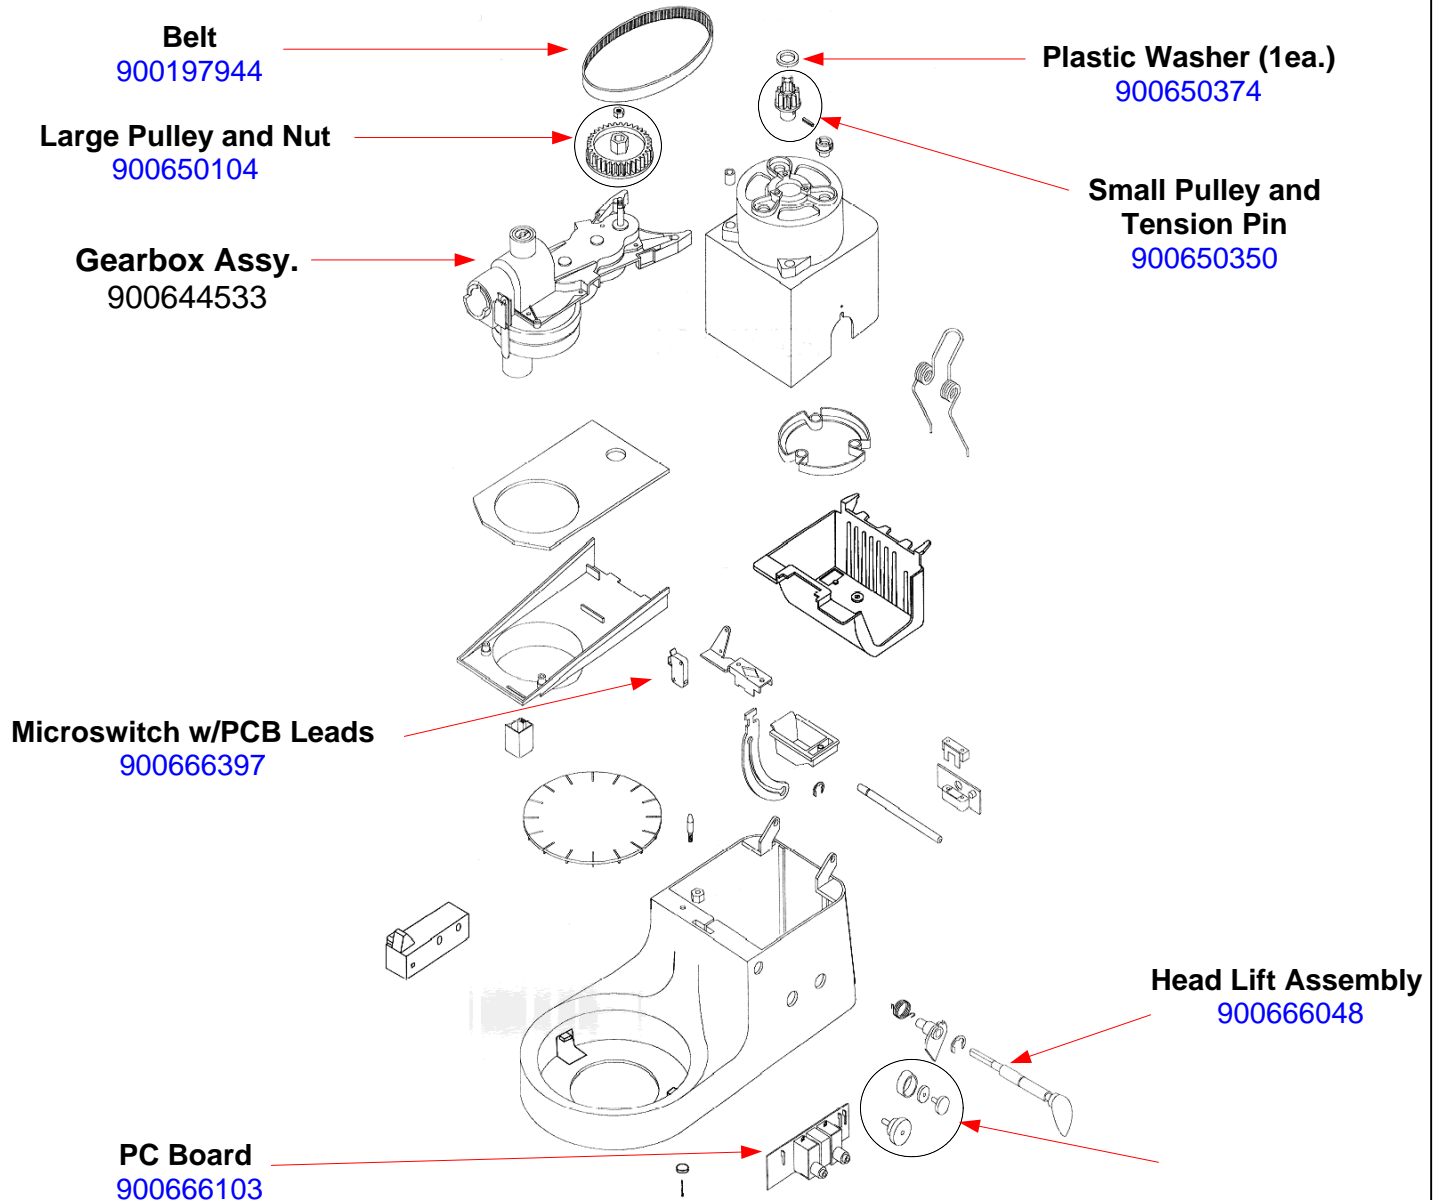 Belt
900197944
Plastic Washer (1ea.)
900650374
Large Pulley and Nut
900650104
Small Pulley and
Tension Pin
900650350
Gearbox Assy.
900644533
Microswitch w/PCB Leads
900666397
Head Lift Assembly
900666048
PC Board
900666103